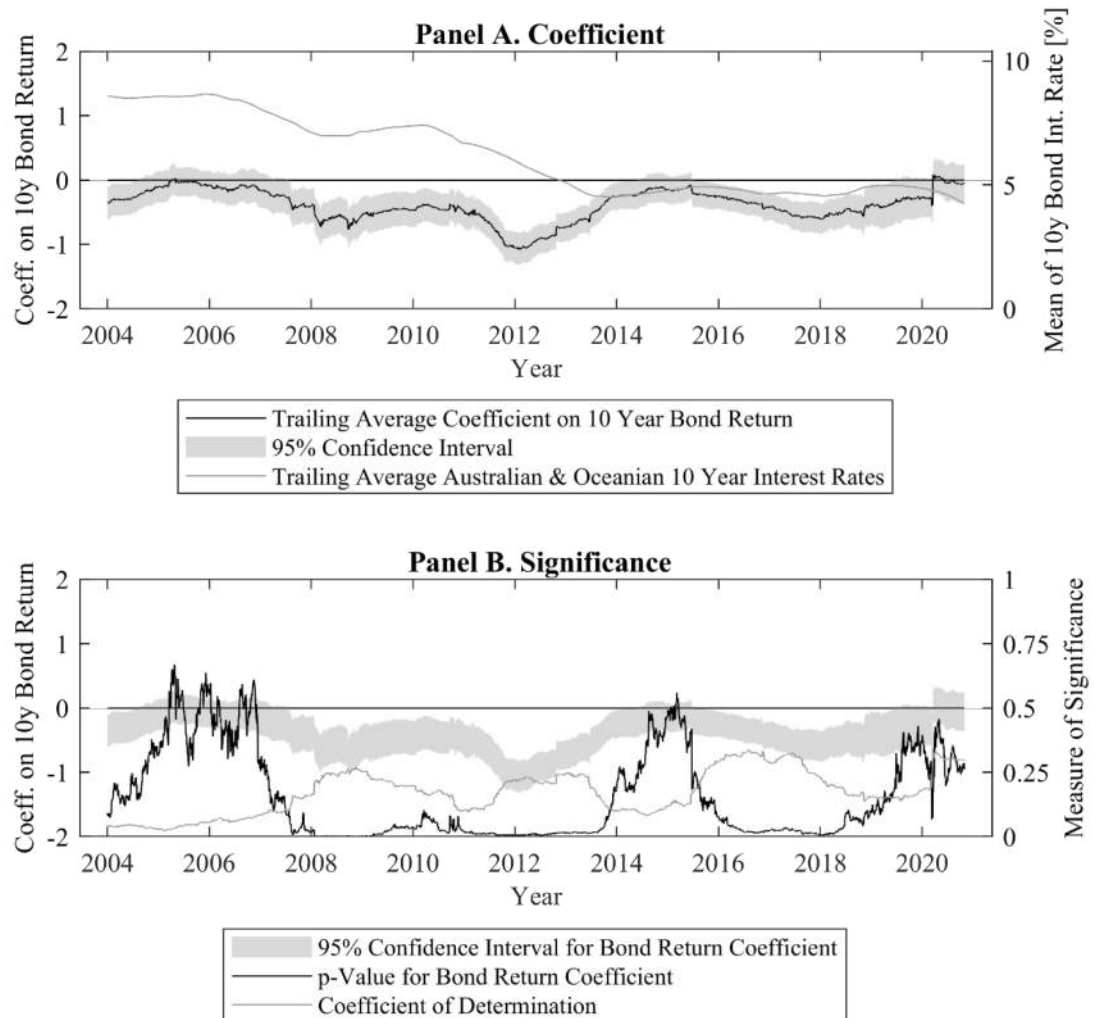 Panel A. Coefficient
Coeff. on 10y Bond Return
2
1
0
-1
-2
Mean of 10y Bond Int. Rate [%]
10
5
0
2004 2006 2008 2010 2012 2014 2016 2018 2020
Year
Trailing Average Coefficient on 10 Year Bond Return
95% Confidence Interval
Trailing Average Australian & Oceanian 10 Year Interest Rates
Panel B. Significance
Coeff. on 10y Bond Return
2
1
0
-1
-2
Measure of Significance
1
0.75
0.5
0.25
0
2004 2006 2008 2010 2012 2014 2016 2018 2020
Year
95% Confidence Interval for Bond Return Coefficient
p-Value for Bond Return Coefficient
Coefficient of Determination